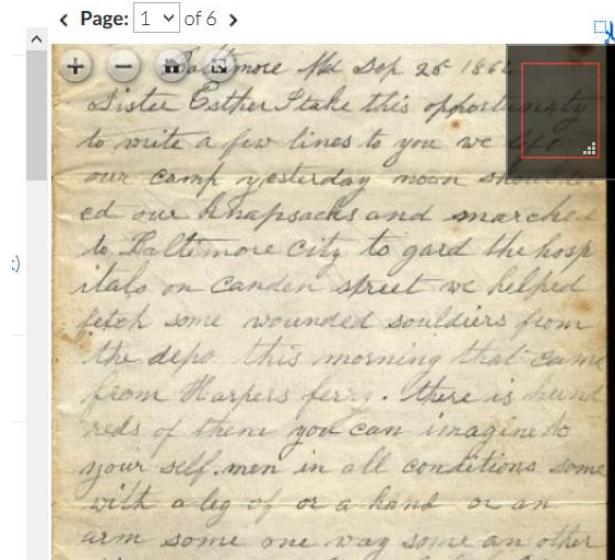 Page: 1 of 6
Baltimore Md Sep 26 1862
Sister Esther I take this opportunaty
to write a few lines to you we left
our camp yesterday noon shoulder
ed our knapsacks and marched
to Baltimore City to gard the hosp
itals on Canden street we helped
fetch some wounded souldiers from
the depo this morning that came
from Harpers ferry. there is hund
reds of them you can imagine to
your self. men in all conditions some
with a leg of or a hand or an
arm some one way some an other